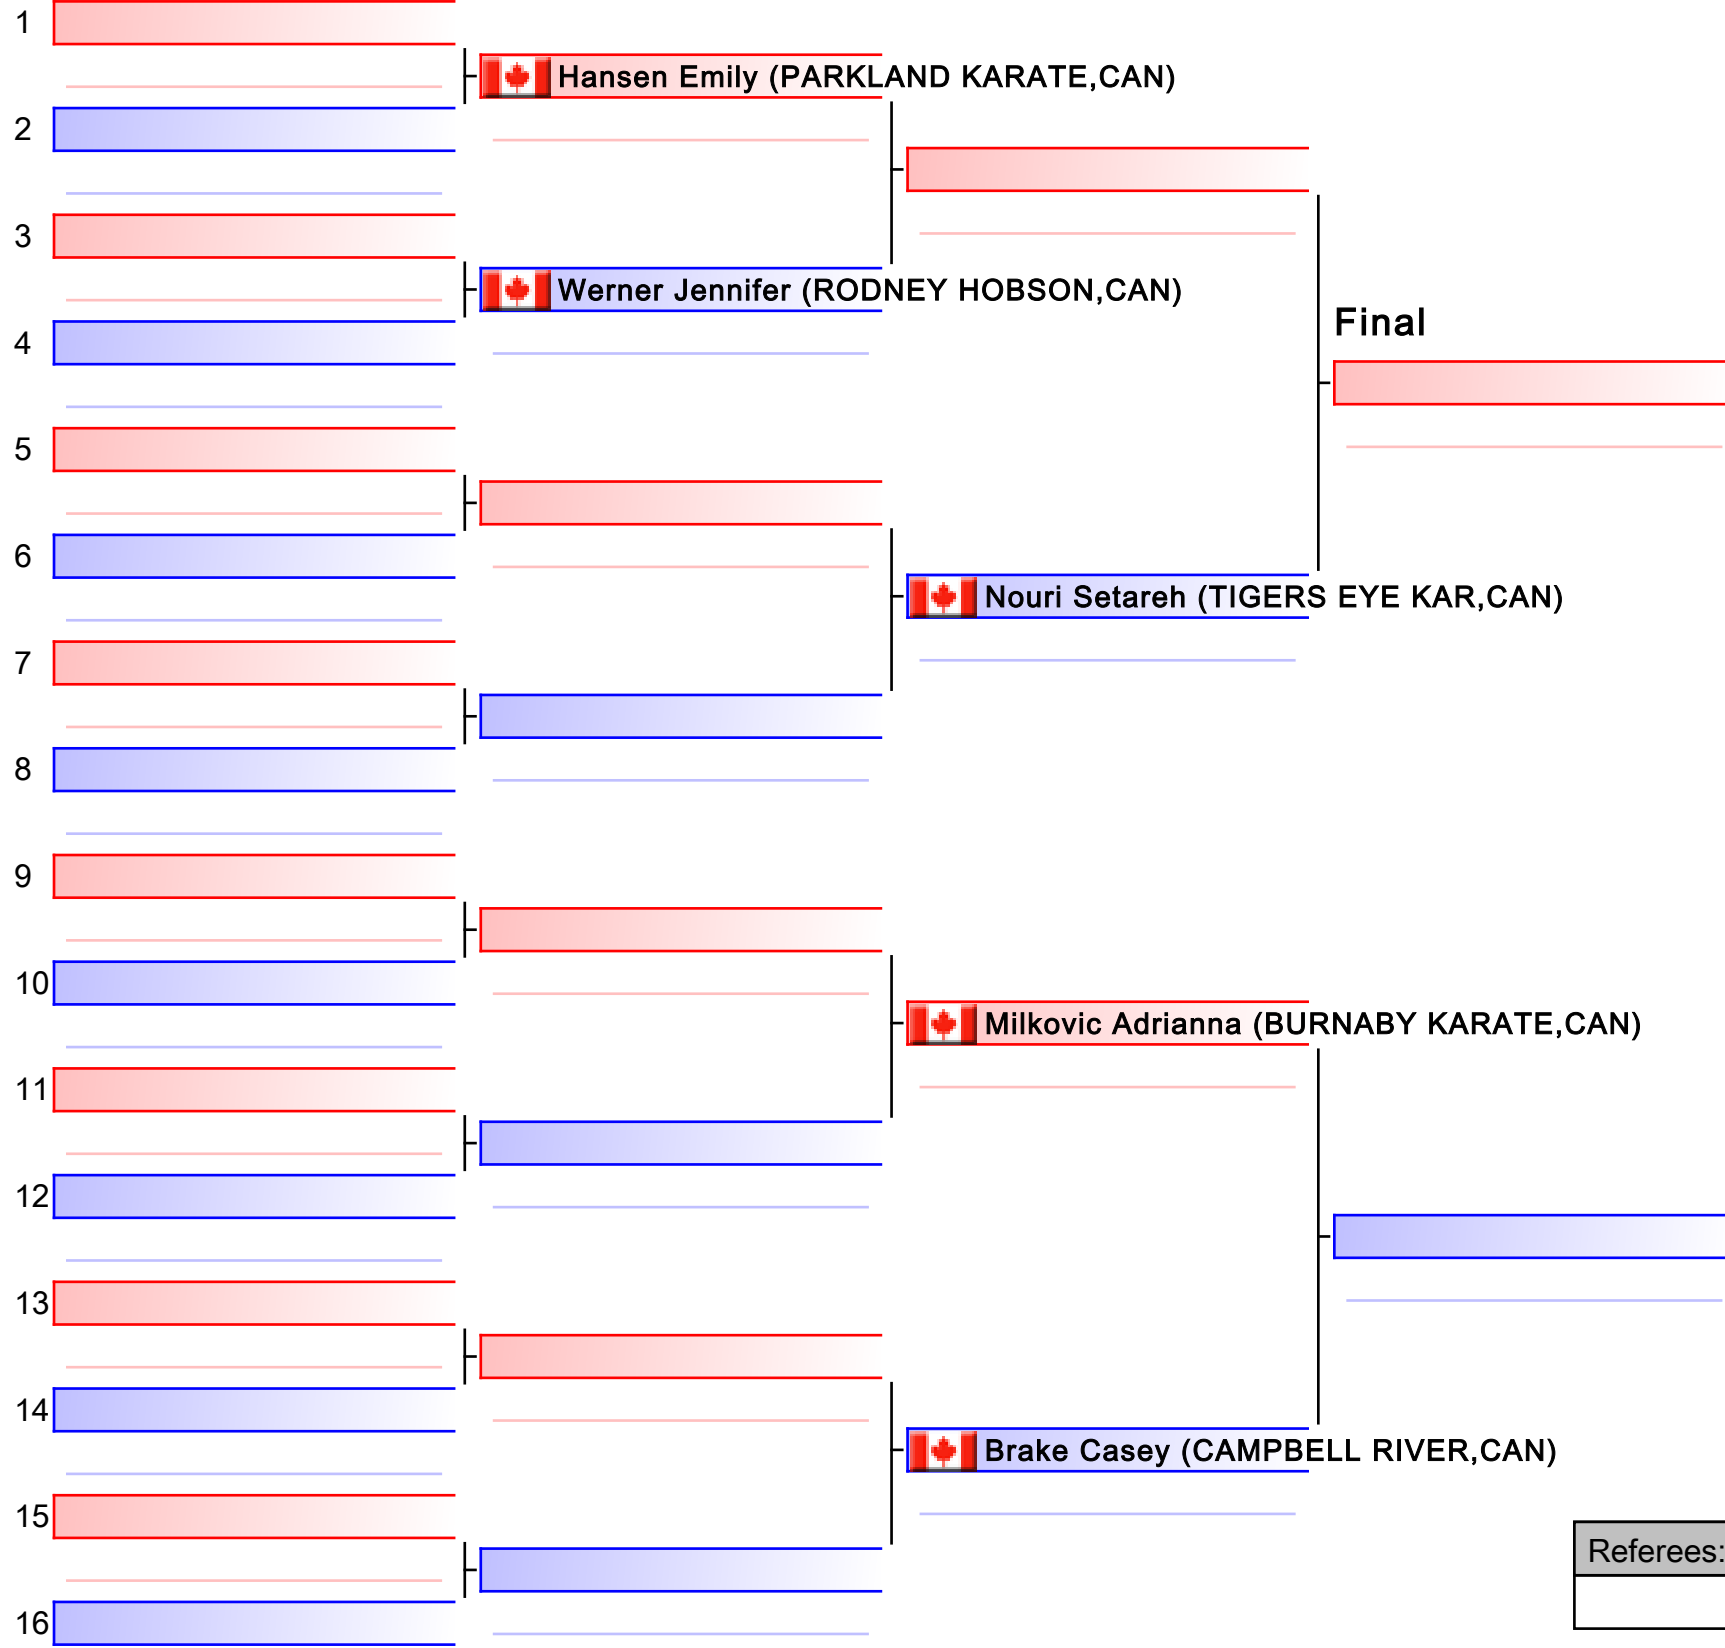 1
Hansen Emily (PARKLAND KARATE,CAN)
2
3
Werner Jennifer (RODNEY HOBSON,CAN)
4
Final
5
6
Nouri Setareh (TIGERS EYE KAR,CAN)
7
8
9
10
Milkovic Adrianna (BURNABY KARATE,CAN)
11
12
13
14
Brake Casey (CAMPBELL RIVER,CAN)
15
Referees:
16